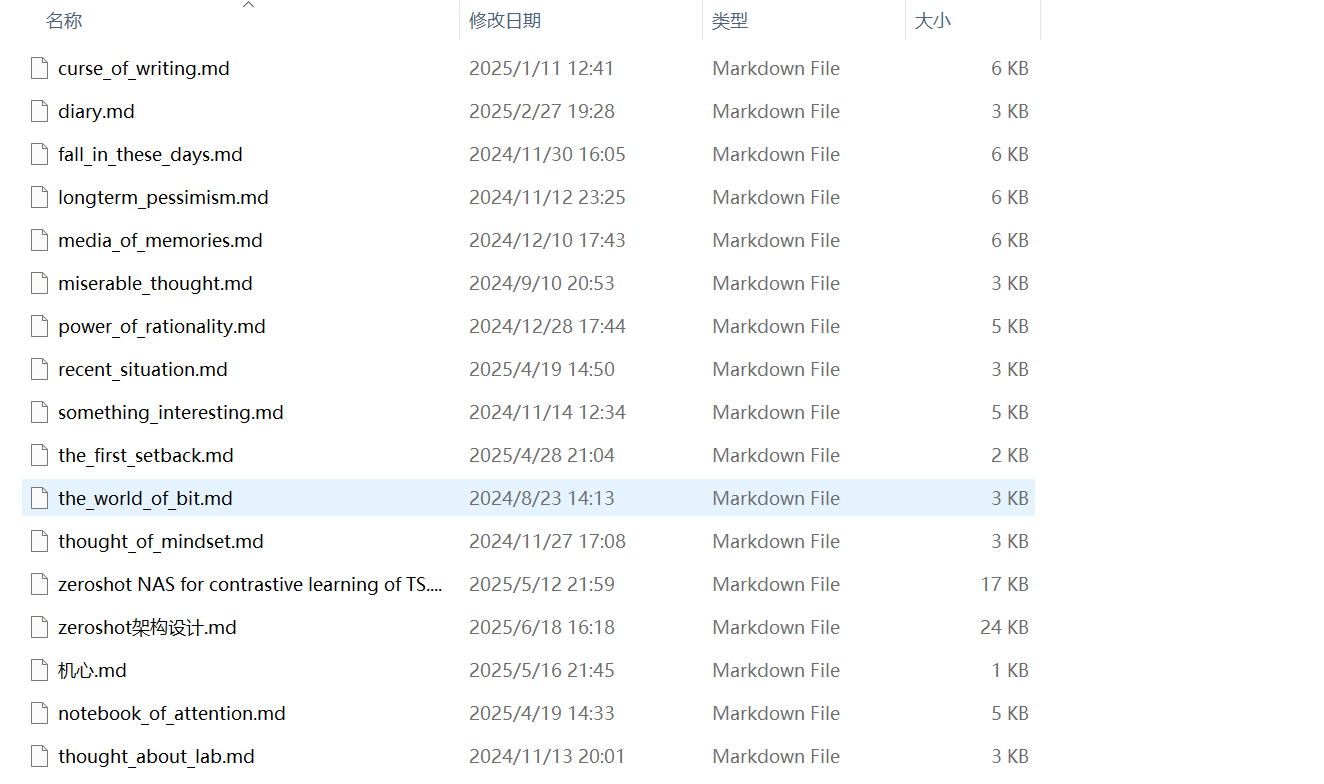 名称 修改日期 类型 大小
curse_of_writing.md 2025/1/11 12:41 Markdown File 6 KB
diary.md 2025/2/27 19:28 Markdown File 3 KB
fall_in_these_days.md 2024/11/30 16:05 Markdown File 6 KB
longterm_pessimism.md 2024/11/12 23:25 Markdown File 6 KB
media_of_memories.md 2024/12/10 17:43 Markdown File 6 KB
miserable_thought.md 2024/9/10 20:53 Markdown File 3 KB
power_of_rationality.md 2024/12/28 17:44 Markdown File 5 KB
recent_situation.md 2025/4/19 14:50 Markdown File 3 KB
something_interesting.md 2024/11/14 12:34 Markdown File 5 KB
the_first_setback.md 2025/4/28 21:04 Markdown File 2 KB
the_world_of_bit.md 2024/8/23 14:13 Markdown File 3 KB
thought_of_mindset.md 2024/11/27 17:08 Markdown File 3 KB
zeroshot NAS for contrastive learning of TS.... 2025/5/12 21:59 Markdown File 17 KB
zeroshot架构设计.md 2025/6/18 16:18 Markdown File 24 KB
机心.md 2025/5/16 21:45 Markdown File 1 KB
notebook_of_attention.md 2025/4/19 14:33 Markdown File 5 KB
thought_about_lab.md 2024/11/13 20:01 Markdown File 3 KB